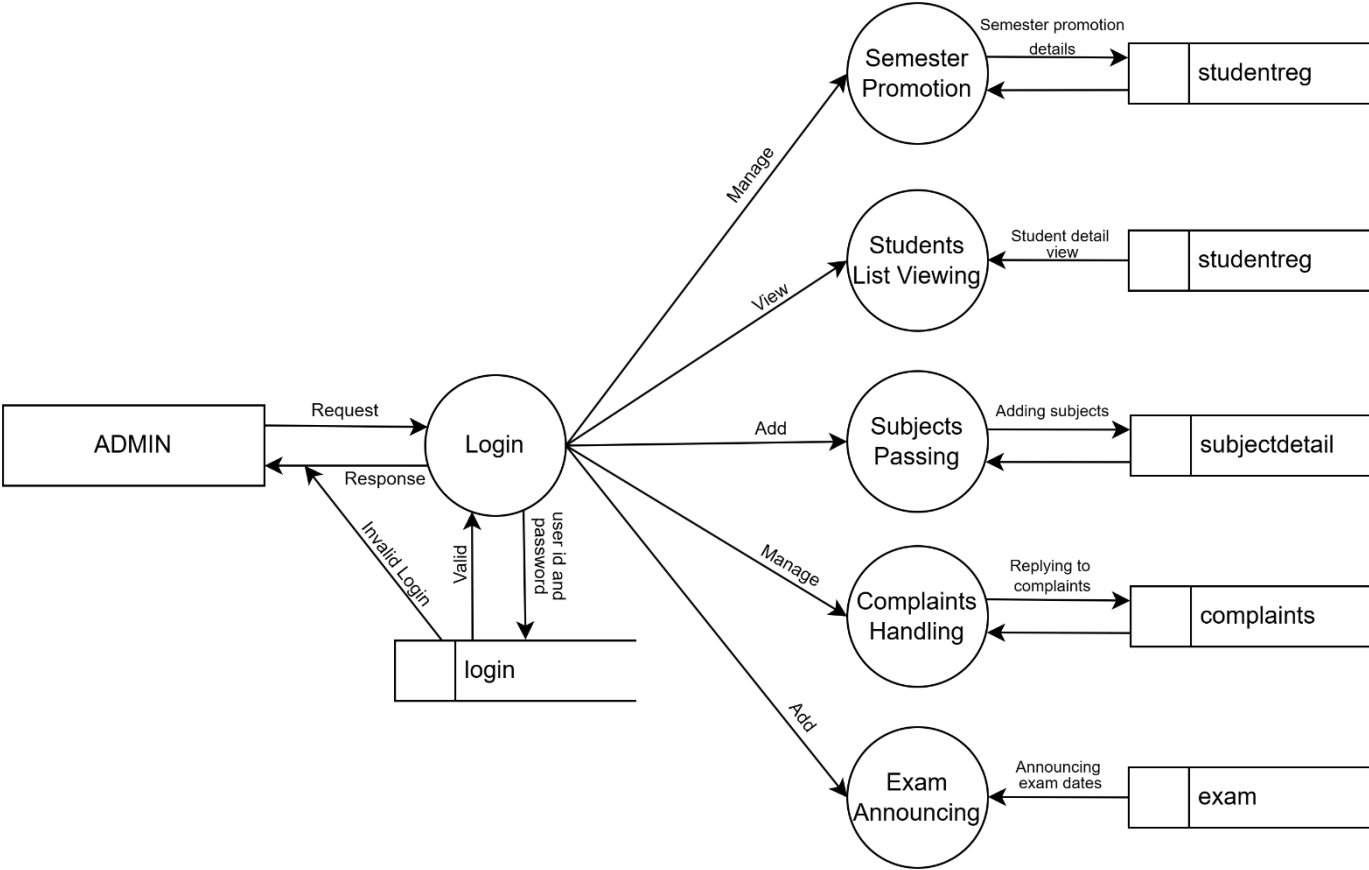 Semester promotion
details
Semester
Promotion
studentreg
Manage
Student detail
view
Students
List Viewing
studentreg
View
Request
ADMIN
Login
Response
Add
Adding subjects
Subjects
Passing
subjectdetail
Invalid Login
Valid
user id and
password
login
Manage
Replying to
complaints
Complaints
Handling
complaints
Add
Announcing
exam dates
Exam
Announcing
exam